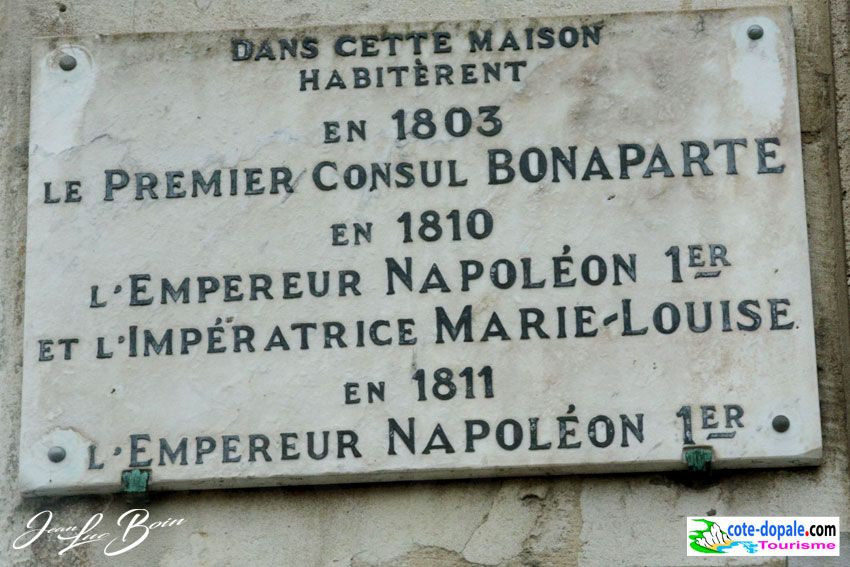 DANS CETTE MAISON
HABITÈRENT
EN 1803
LE PREMIER CONSUL BONAPARTE
EN 1810
L'EMPEREUR NAPOLÉON 1ER
ET L'IMPÉRATRICE MARIE-LOUISE
EN 1811
L'EMPEREUR NAPOLÉON 1ER
Jean Luc Boin
cote-dopale.com
Tourisme